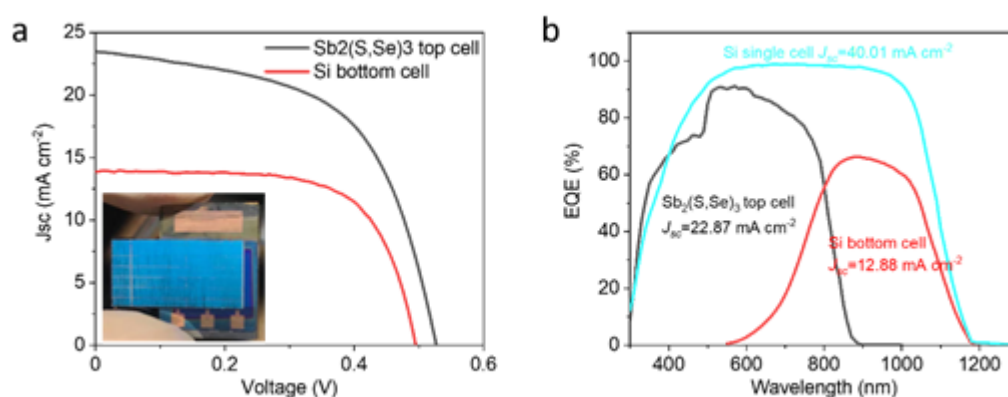 a
25
20
15
10
5
0
Jsc (mA cm⁻²)
Sb2(S,Se)3 top cell
Si bottom cell
0
0.2
0.4
0.6
Voltage (V)
b
100
80
60
40
20
0
EQE (%)
Si single cell Jsc=40.01 mA cm⁻²
Sb₂(S,Se)₃ top cell
Jsc=22.87 mA cm⁻²
Si bottom cell
Jsc=12.88 mA cm⁻²
400
600
800
1000
1200
Wavelength (nm)